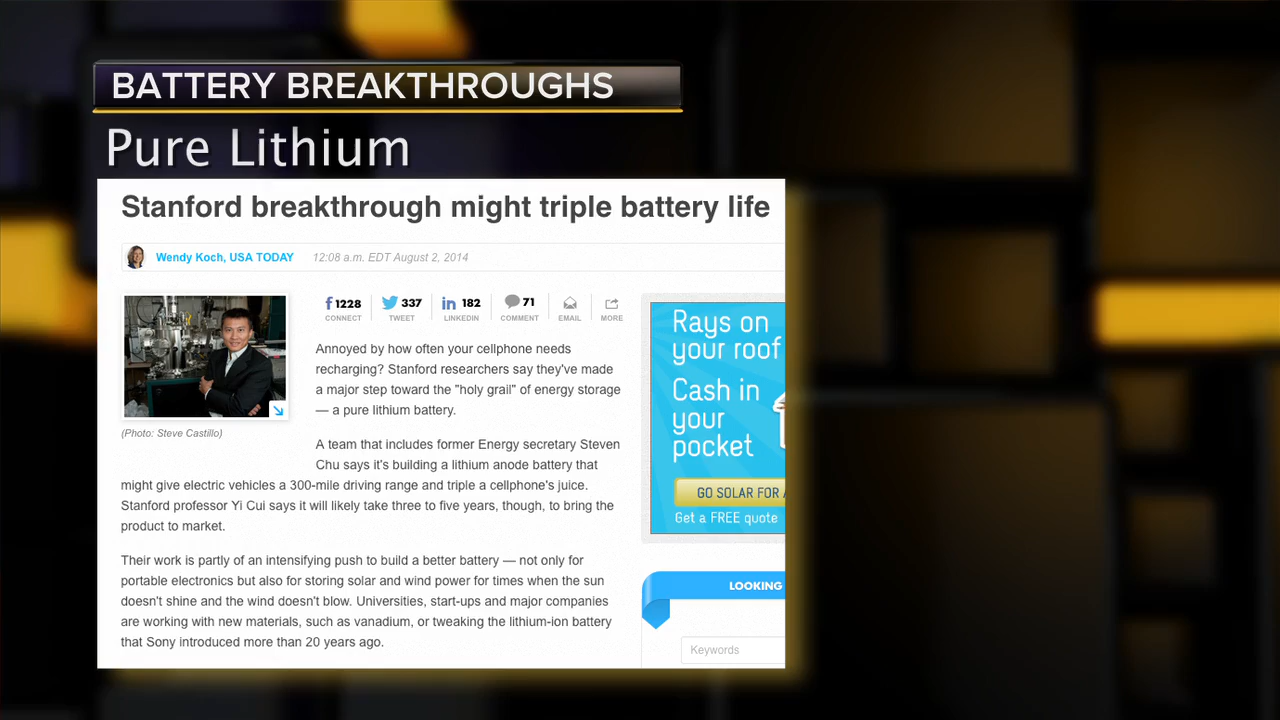 BATTERY BREAKTHROUGHS
Pure Lithium
Stanford breakthrough might triple battery life
Wendy Koch, USA TODAY 12:08 a.m. EDT August 2, 2014
f 1228 CONNECT
337 TWEET
in 182 LINKEDIN
71 COMMENT
EMAIL
MORE
(Photo: Steve Castillo)
Annoyed by how often your cellphone needs
recharging? Stanford researchers say they've made
a major step toward the "holy grail" of energy storage
— a pure lithium battery.
A team that includes former Energy secretary Steven
Chu says it's building a lithium anode battery that
might give electric vehicles a 300-mile driving range and triple a cellphone's juice.
Stanford professor Yi Cui says it will likely take three to five years, though, to bring the
product to market.
Their work is partly of an intensifying push to build a better battery — not only for
portable electronics but also for storing solar and wind power for times when the sun
doesn't shine and the wind doesn't blow. Universities, start-ups and major companies
are working with new materials, such as vanadium, or tweaking the lithium-ion battery
that Sony introduced more than 20 years ago.
Rays on
your roof
Cash in
your
pocket
GO SOLAR FOR
Get a FREE quote
LOOKING
Keywords